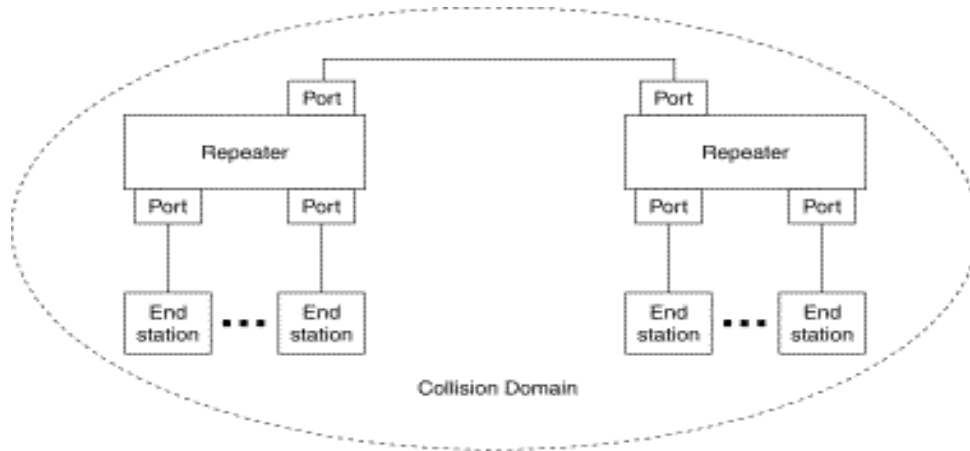 Port
Port
Repeater
Repeater
Port
Port
Port
Port
End
station
End
station
End
station
End
station
Collision Domain